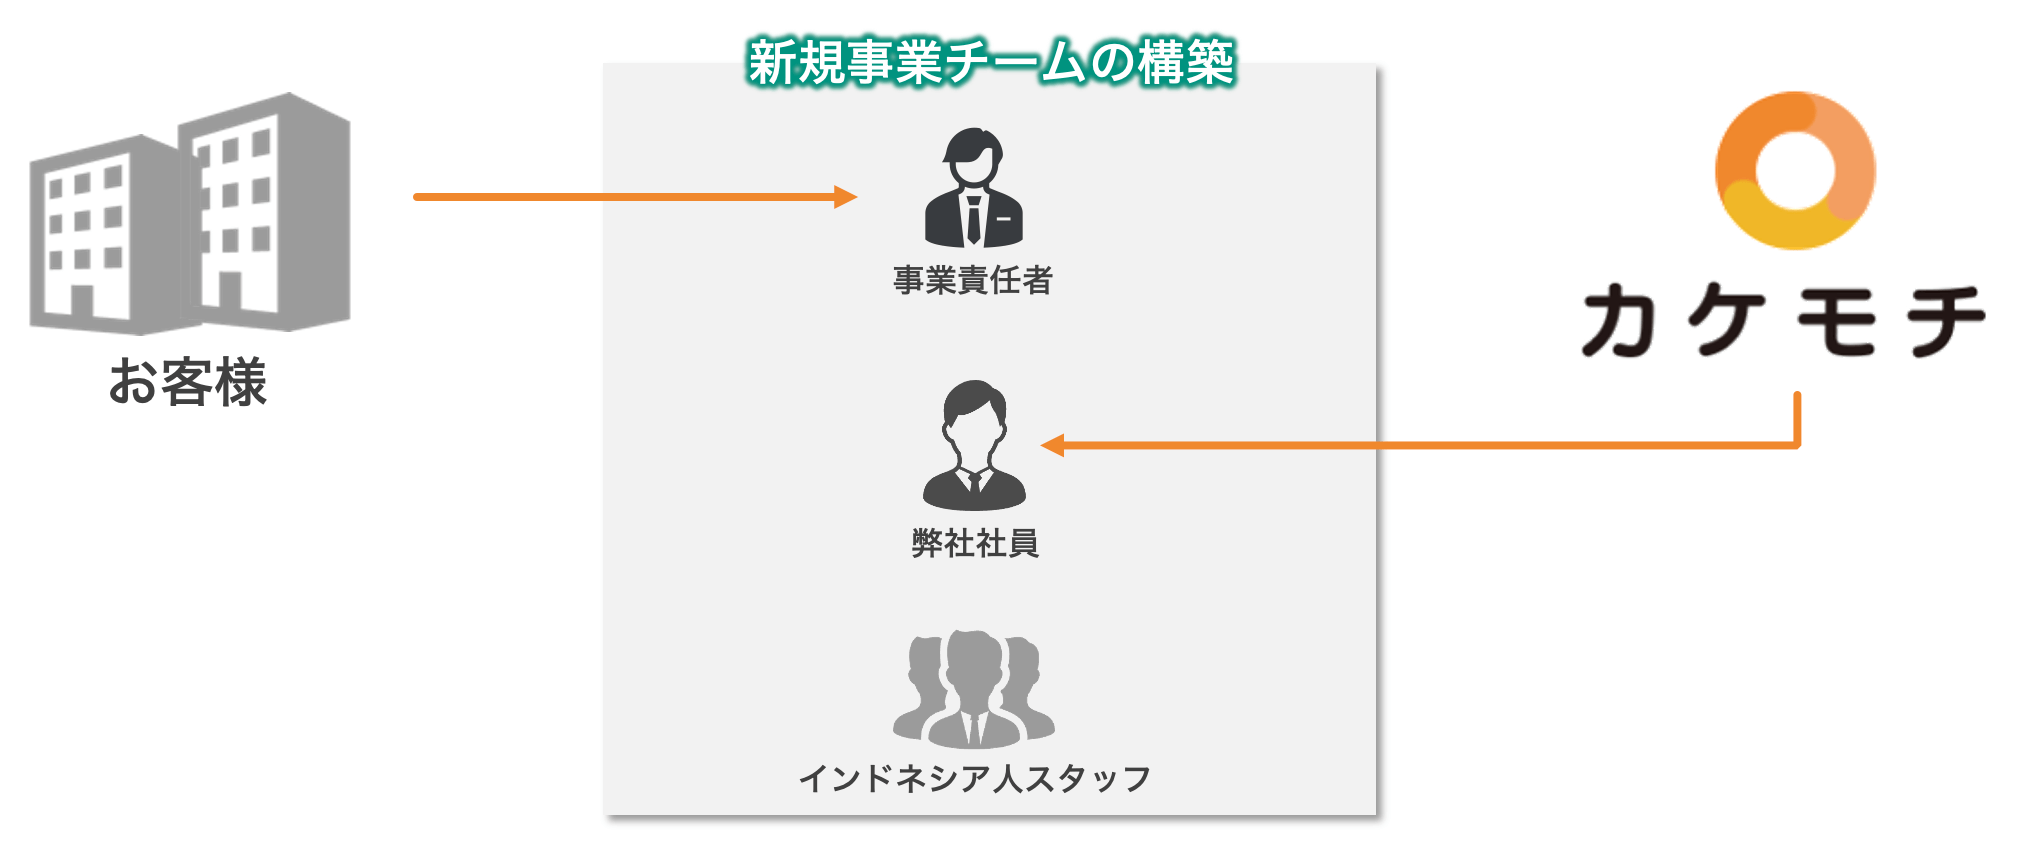 新規事業チームの構築
お客様
事業責任者
カケモチ
弊社社員
インドネシア人スタッフ